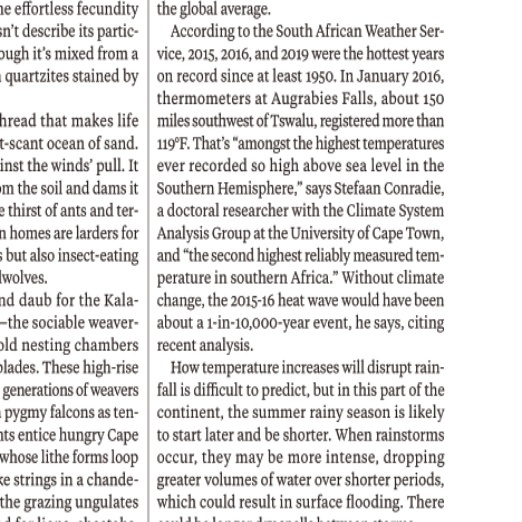 ne effortless fecundity
n't describe its partic-
ough it's mixed from a
quartzites stained by
hread that makes life
t-scant ocean of sand.
inst the winds' pull. It
om the soil and dams it
e thirst of ants and ter-
n homes are larders for
s but also insect-eating
dwolves.
nd daub for the Kala-
—the sociable weaver-
old nesting chambers
blades. These high-rise
generations of weavers
pygmy falcons as ten-
nts entice hungry Cape
whose lithe forms loop
ke strings in a chande-
the grazing ungulates
the global average.
According to the South African Weather Ser-
vice, 2015, 2016, and 2019 were the hottest years
on record since at least 1950. In January 2016,
thermometers at Augrabies Falls, about 150
miles southwest of Tswalu, registered more than
119°F. That's “amongst the highest temperatures
ever recorded so high above sea level in the
Southern Hemisphere,” says Stefaan Conradie,
a doctoral researcher with the Climate System
Analysis Group at the University of Cape Town,
and “the second highest reliably measured tem-
perature in southern Africa.” Without climate
change, the 2015-16 heat wave would have been
about a 1-in-10,000-year event, he says, citing
recent analysis.
How temperature increases will disrupt rain-
fall is difficult to predict, but in this part of the
continent, the summer rainy season is likely
to start later and be shorter. When rainstorms
occur, they may be more intense, dropping
greater volumes of water over shorter periods,
which could result in surface flooding. There